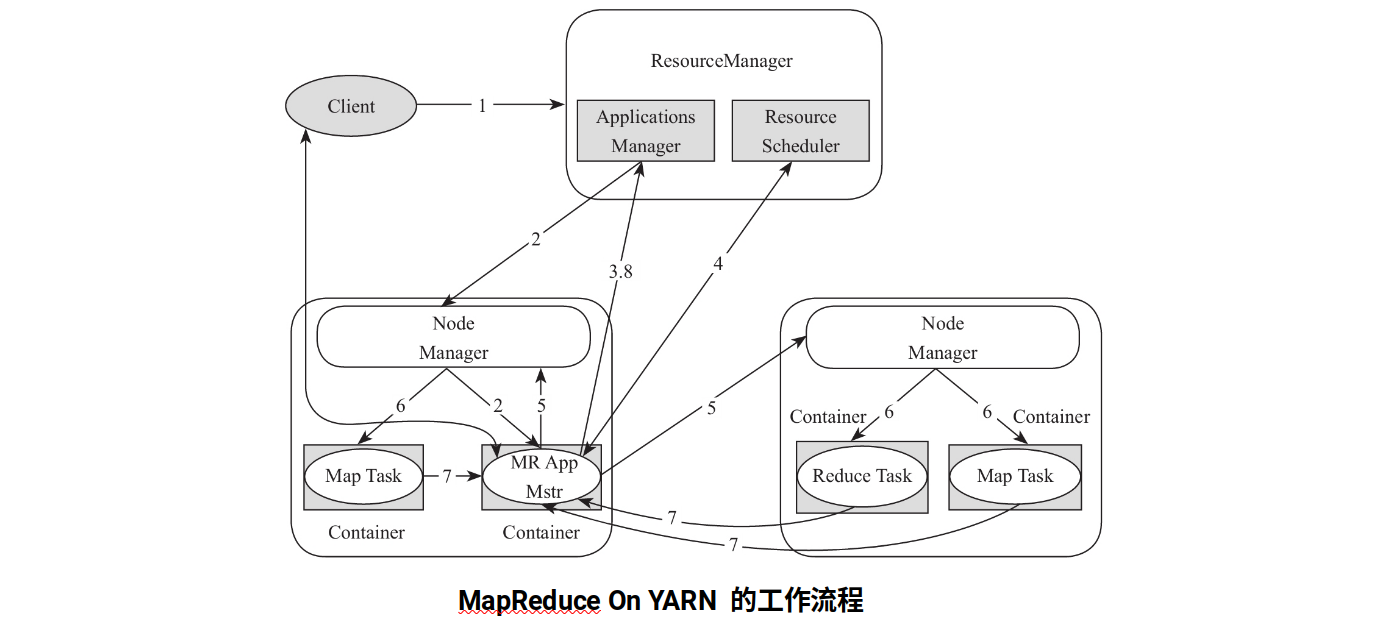 ResourceManager
Client
1
Applications
Manager
Resource
Scheduler
2
3.8
4
Node
Manager
6
2
5
5
Node
Manager
Container
6
6
Container
Map Task
7
MR App
Mstr
Reduce Task
Map Task
Container
Container
7
7
MapReduce On YARN 的工作流程